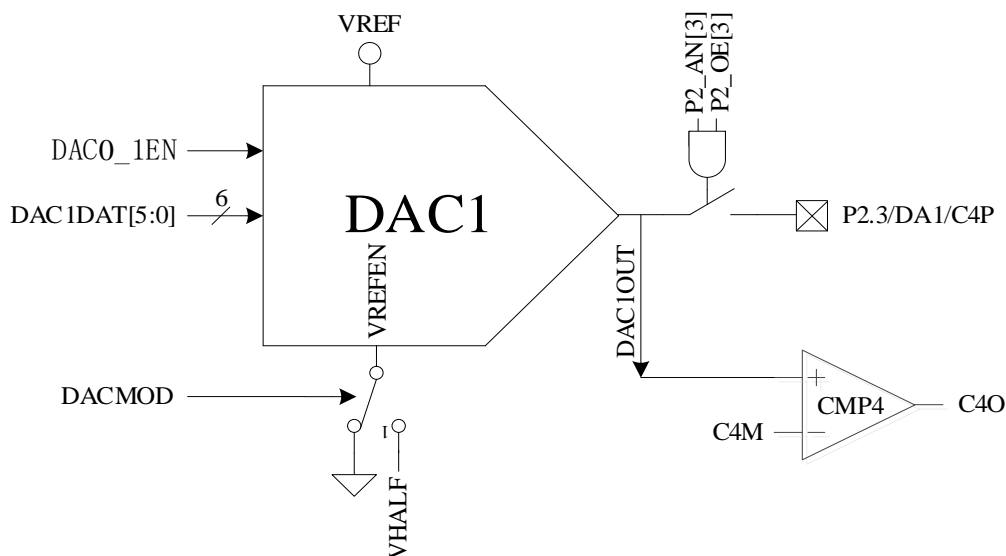 VREF
P2_AN[3]
P2_OE[3]
DAC0_1EN
6
DAC1DAT[5:0]
DAC1
P2.3/DA1/C4P
VREFEN
DAC1OUT
DACMOD
+
CMP4
C4O
C4M
1
VHALF